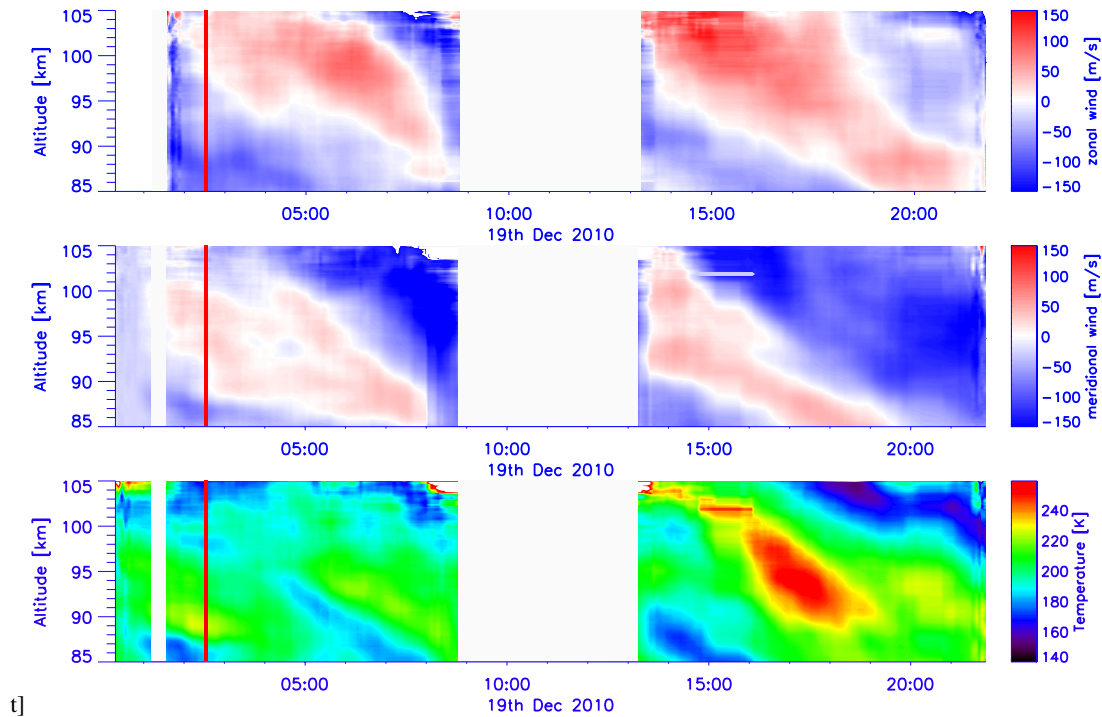 105
100
95
90
85
Altitude [km]
05:00 10:00 15:00 20:00
19th Dec 2010
150
100
50
0
−50
−100
−150
zonal wind [m/s]
105
100
95
90
85
Altitude [km]
05:00 10:00 15:00 20:00
19th Dec 2010
150
100
50
0
−50
−100
−150
meridional wind [m/s]
105
100
95
90
85
Altitude [km]
05:00 10:00 15:00 20:00
19th Dec 2010
240
220
200
180
160
140
Temperature [K]
t]